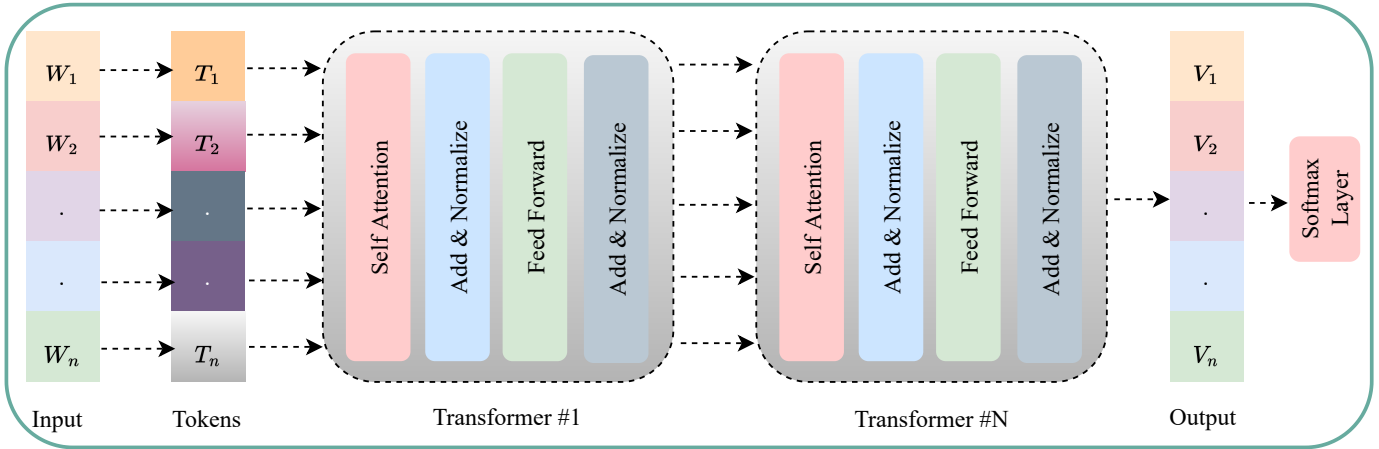 W₁
W₂
.
.
Wₙ
Input
T₁
T₂
.
.
Tₙ
Tokens
Self Attention
Add & Normalize
Feed Forward
Add & Normalize
Transformer #1
Self Attention
Add & Normalize
Feed Forward
Add & Normalize
Transformer #N
V₁
V₂
.
.
Vₙ
Output
Softmax
Layer